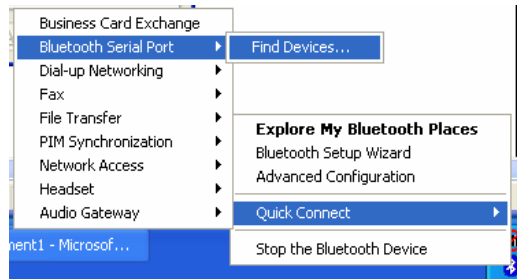 Business Card Exchange
Bluetooth Serial Port
Dial-up Networking
Fax
File Transfer
PIM Synchronization
Network Access
Headset
Audio Gateway
Find Devices...
Explore My Bluetooth Places
Bluetooth Setup Wizard
Advanced Configuration
Quick Connect
Stop the Bluetooth Device
ment1 - Microsof...